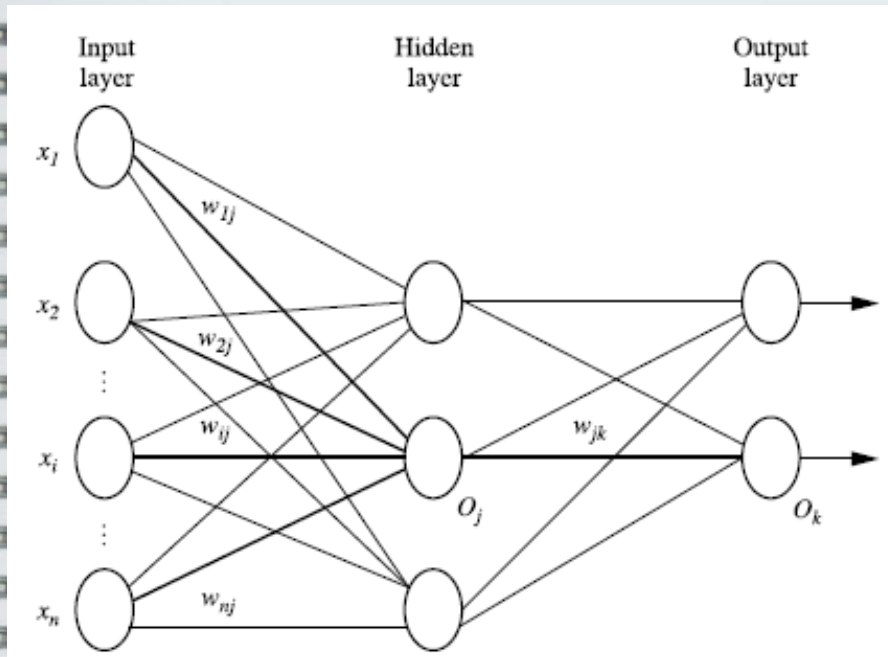 Input layer
Hidden layer
Output layer
x1
w1j
x2
w2j
⋮
xi
wij
wjk
Oj
Ok
⋮
xn
wnj